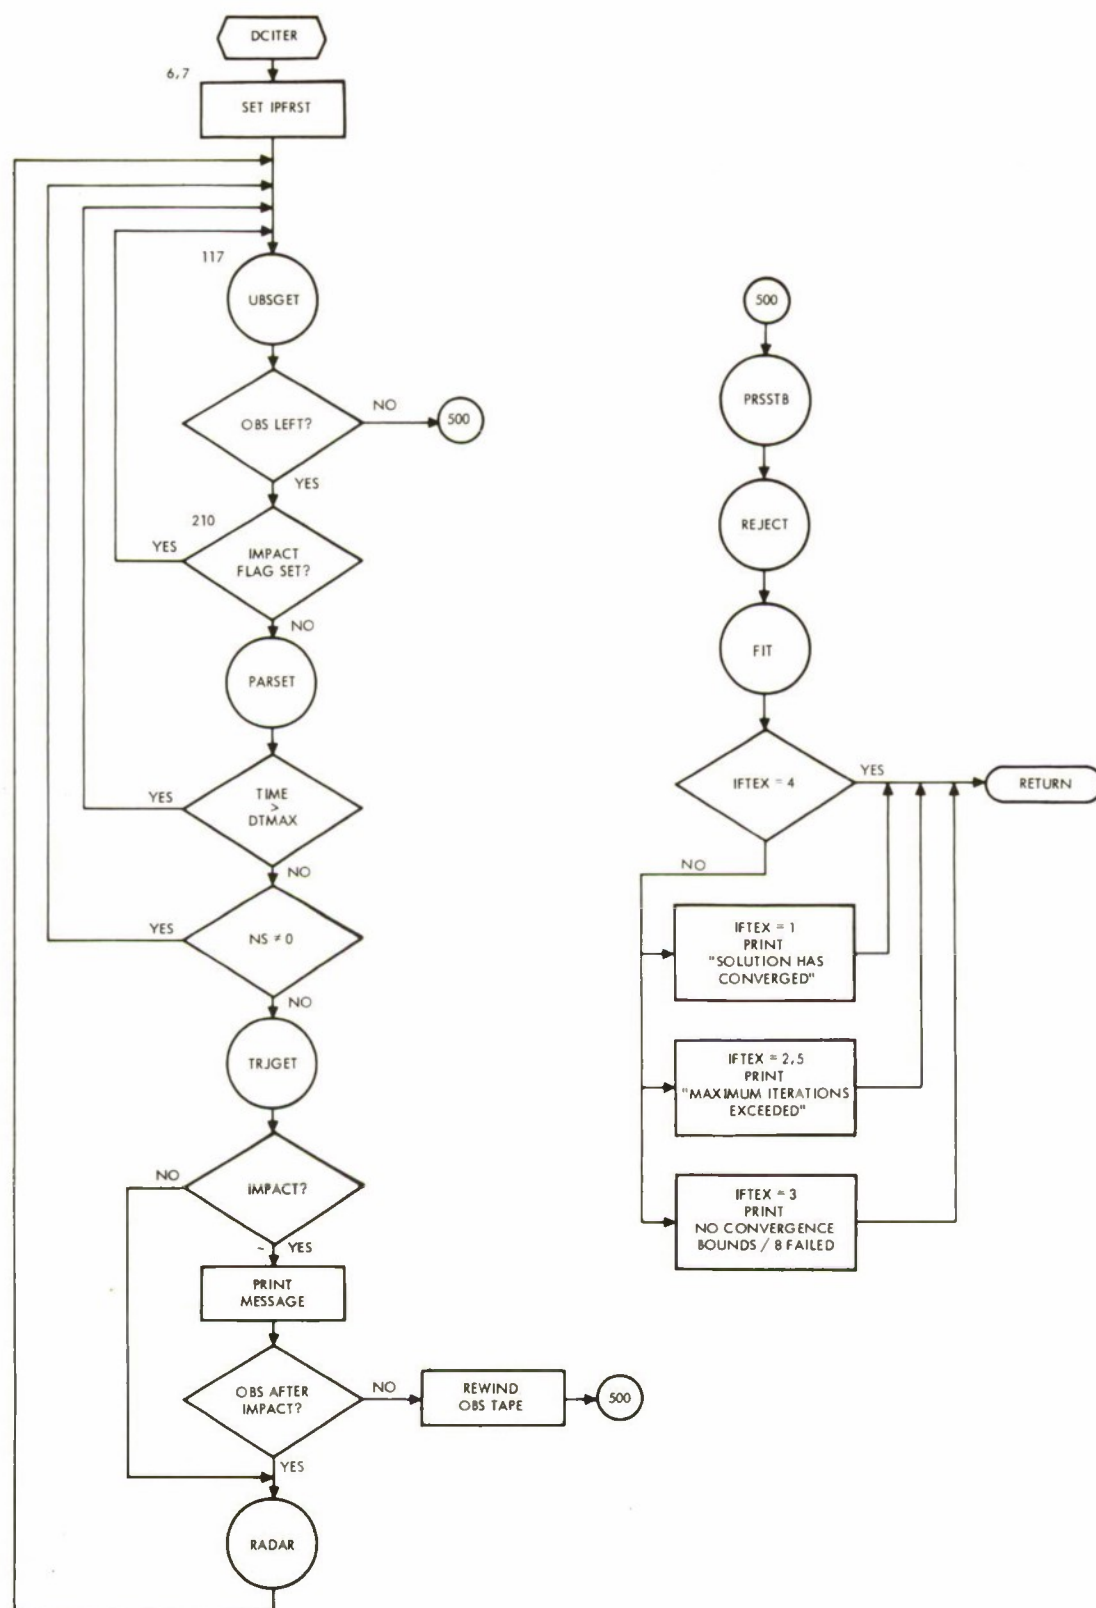 DCITER
6,7
SET IPFRST
117
UBSGET
OBS LEFT?
NO
500
YES
210
YES
IMPACT
FLAG SET?
NO
PARSET
YES
TIME
>
DTMAX
NO
YES
NS ≠ 0
NO
TRJGET
NO
IMPACT?
YES
PRINT
MESSAGE
OBS AFTER
IMPACT?
NO
REWIND
OBS TAPE
500
YES
RADAR
500
PRSSTB
REJECT
FIT
IFTEX = 4
YES
RETURN
NO
IFTEX = 1
PRINT
"SOLUTION HAS
CONVERGED"
IFTEX = 2,5
PRINT
"MAXIMUM ITERATIONS
EXCEEDED"
IFTEX = 3
PRINT
NO CONVERGENCE
BOUNDS / 8 FAILED